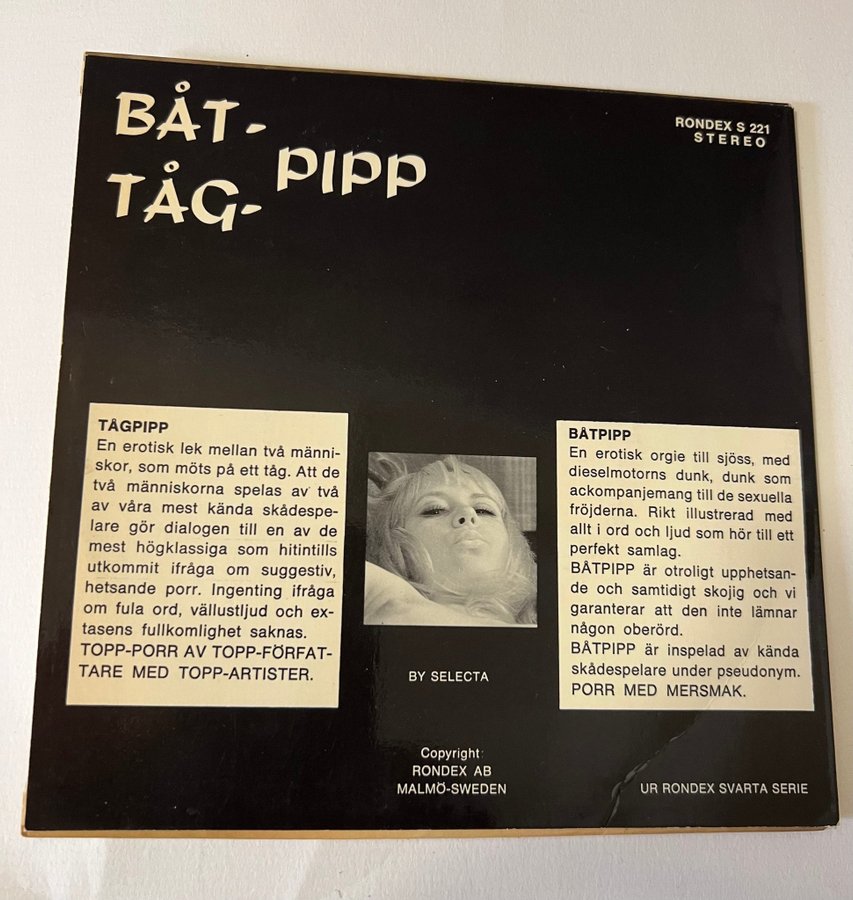 BÅT-
TÅG-
PIPP
RONDEX S 221
STEREO
TÅGPIPP
En erotisk lek mellan två männi-
skor, som möts på ett tåg. Att de
två människorna spelas av två
av våra mest kända skådespe-
lare gör dialogen till en av de
mest högklassiga som hitintills
utkommit ifråga om suggestiv,
hetsande porr. Ingenting ifråga
om fula ord, vällustljud och ex-
tasens fullkomlighet saknas.
TOPP-PORR AV TOPP-FÖRFAT-
TARE MED TOPP-ARTISTER.
BY SELECTA
BÅTPIPP
En erotisk orgie till sjöss, med
dieselmotorns dunk, dunk som
ackompanjemang till de sexuella
fröjderna. Rikt illustrerad med
allt i ord och ljud som hör till ett
perfekt samlag.
BÅTPIPP är otroligt upphetsan-
de och samtidigt skojig och vi
garanterar att den inte lämnar
någon oberörd.
BÅTPIPP är inspelad av kända
skådespelare under pseudonym.
PORR MED MERSMAK.
Copyright:
RONDEX AB
MALMÖ-SWEDEN
UR RONDEX SVARTA SERIE